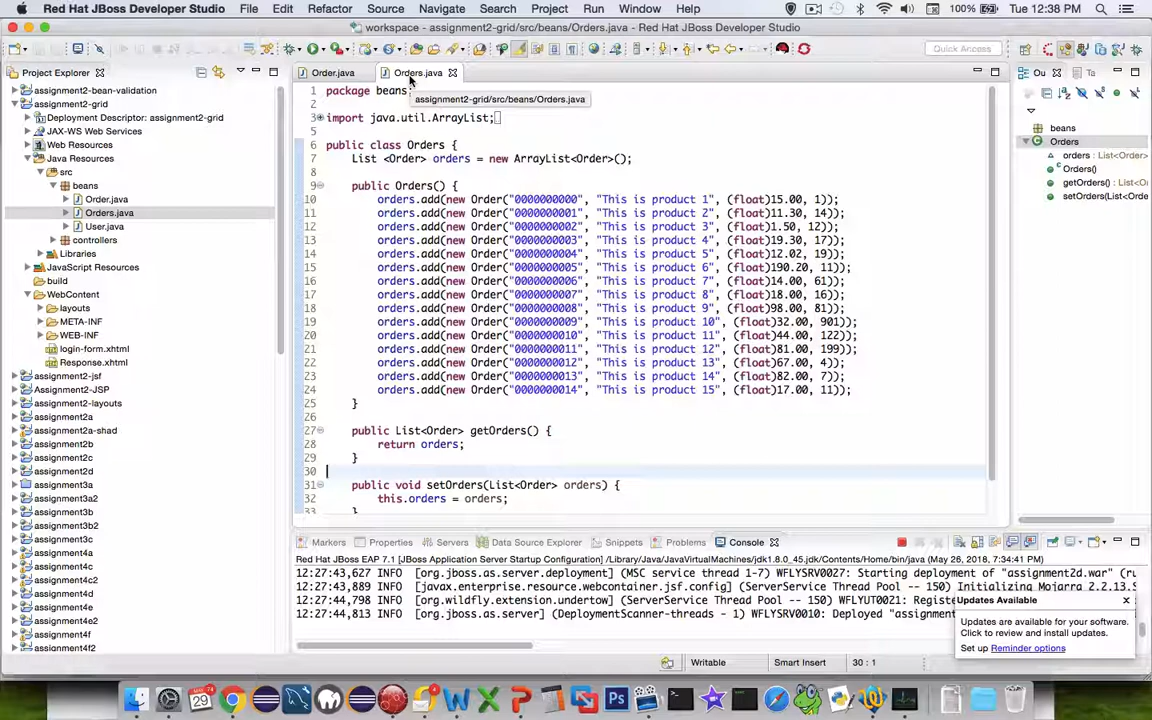 Red Hat JBoss Developer Studio File Edit Refactor Source Navigate Search Project Run Window Help 100% Tue 12:38 PM
workspace - assignment2-grid/src/beans/Orders.java - Red Hat JBoss Developer Studio
Quick Access
Project Explorer
Order.java
Orders.java
Ou
Ta
assignment2-bean-validation
assignment2-grid
Deployment Descriptor: assignment2-grid
JAX-WS Web Services
Web Resources
Java Resources
src
beans
Order.java
Orders.java
User.java
controllers
Libraries
JavaScript Resources
build
WebContent
layouts
META-INF
WEB-INF
login-form.xhtml
Response.xhtml
assignment2-jsf
Assignment2-JSP
assignment2-layouts
assignment2a
assignment2a-shad
assignment2b
assignment2c
assignment2d
assignment3a
assignment3a2
assignment3b
assignment3b2
assignment3c
assignment4a
assignment4c
assignment4c2
assignment4d
assignment4e
assignment4e2
assignment4f
assignment4f2
1 package beans;
assignment2-grid/src/beans/Orders.java
2
3 import java.util.ArrayList;
5
6 public class Orders {
7 List <Order> orders = new ArrayList<Order>();
8
9 public Orders() {
10 orders.add(new Order("0000000000", "This is product 1", (float)15.00, 1));
11 orders.add(new Order("0000000001", "This is product 2", (float)11.30, 14));
12 orders.add(new Order("0000000002", "This is product 3", (float)1.50, 12));
13 orders.add(new Order("0000000003", "This is product 4", (float)19.30, 17));
14 orders.add(new Order("0000000004", "This is product 5", (float)12.02, 19));
15 orders.add(new Order("0000000005", "This is product 6", (float)190.20, 11));
16 orders.add(new Order("0000000006", "This is product 7", (float)14.00, 61));
17 orders.add(new Order("0000000007", "This is product 8", (float)18.00, 16));
18 orders.add(new Order("0000000008", "This is product 9", (float)98.00, 81));
19 orders.add(new Order("0000000009", "This is product 10", (float)32.00, 901));
20 orders.add(new Order("0000000010", "This is product 11", (float)44.00, 122));
21 orders.add(new Order("0000000011", "This is product 12", (float)81.00, 199));
22 orders.add(new Order("0000000012", "This is product 13", (float)67.00, 4));
23 orders.add(new Order("0000000013", "This is product 14", (float)82.00, 7));
24 orders.add(new Order("0000000014", "This is product 15", (float)17.00, 11));
25 }
26
27 public List<Order> getOrders() {
28 return orders;
29 }
30
31 public void setOrders(List<Order> orders) {
32 this.orders = orders;
33 }
beans
Orders
orders : List<Order>
Orders()
getOrders() : List<O
setOrders(List<Orde
Markers Properties Servers Data Source Explorer Snippets Problems Console
Red Hat JBoss EAP 7.1 [JBoss Application Server Startup Configuration] /Library/Java/JavaVirtualMachines/jdk1.8.0_45.jdk/Contents/Home/bin/java (May 26, 2018, 7:34:41 PM)
12:27:43,627 INFO [org.jboss.as.server.deployment] (MSC service thread 1-7) WFLYSRV0027: Starting deployment of "assignment2d.war" (ru
12:27:43,889 INFO [javax.enterprise.resource.webcontainer.jsf.config] (ServerService Thread Pool -- 150) Initializing Mojarra 2.2.13.S
12:27:44,798 INFO [org.wildfly.extension.undertow] (ServerService Thread Pool -- 150) WFLYUT0021: Registe
12:27:44,813 INFO [org.jboss.as.server] (DeploymentScanner-threads - 1) WFLYSRV0010: Deployed "assignment
Updates Available
Updates are available for your software.
Click to review and install updates.
Set up Reminder options
Writable Smart Insert 30 : 1